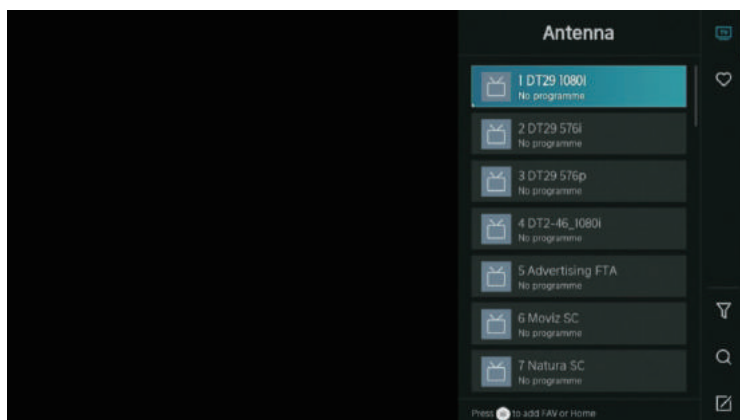 Antenna
TV
1 DT29 1080i
No programme
2 DT29 576i
No programme
3 DT29 576p
No programme
4 DT2-46_1080i
No programme
5 Advertising FTA
No programme
6 Moviz SC
No programme
7 Natura SC
No programme
Press to add FAV or Home